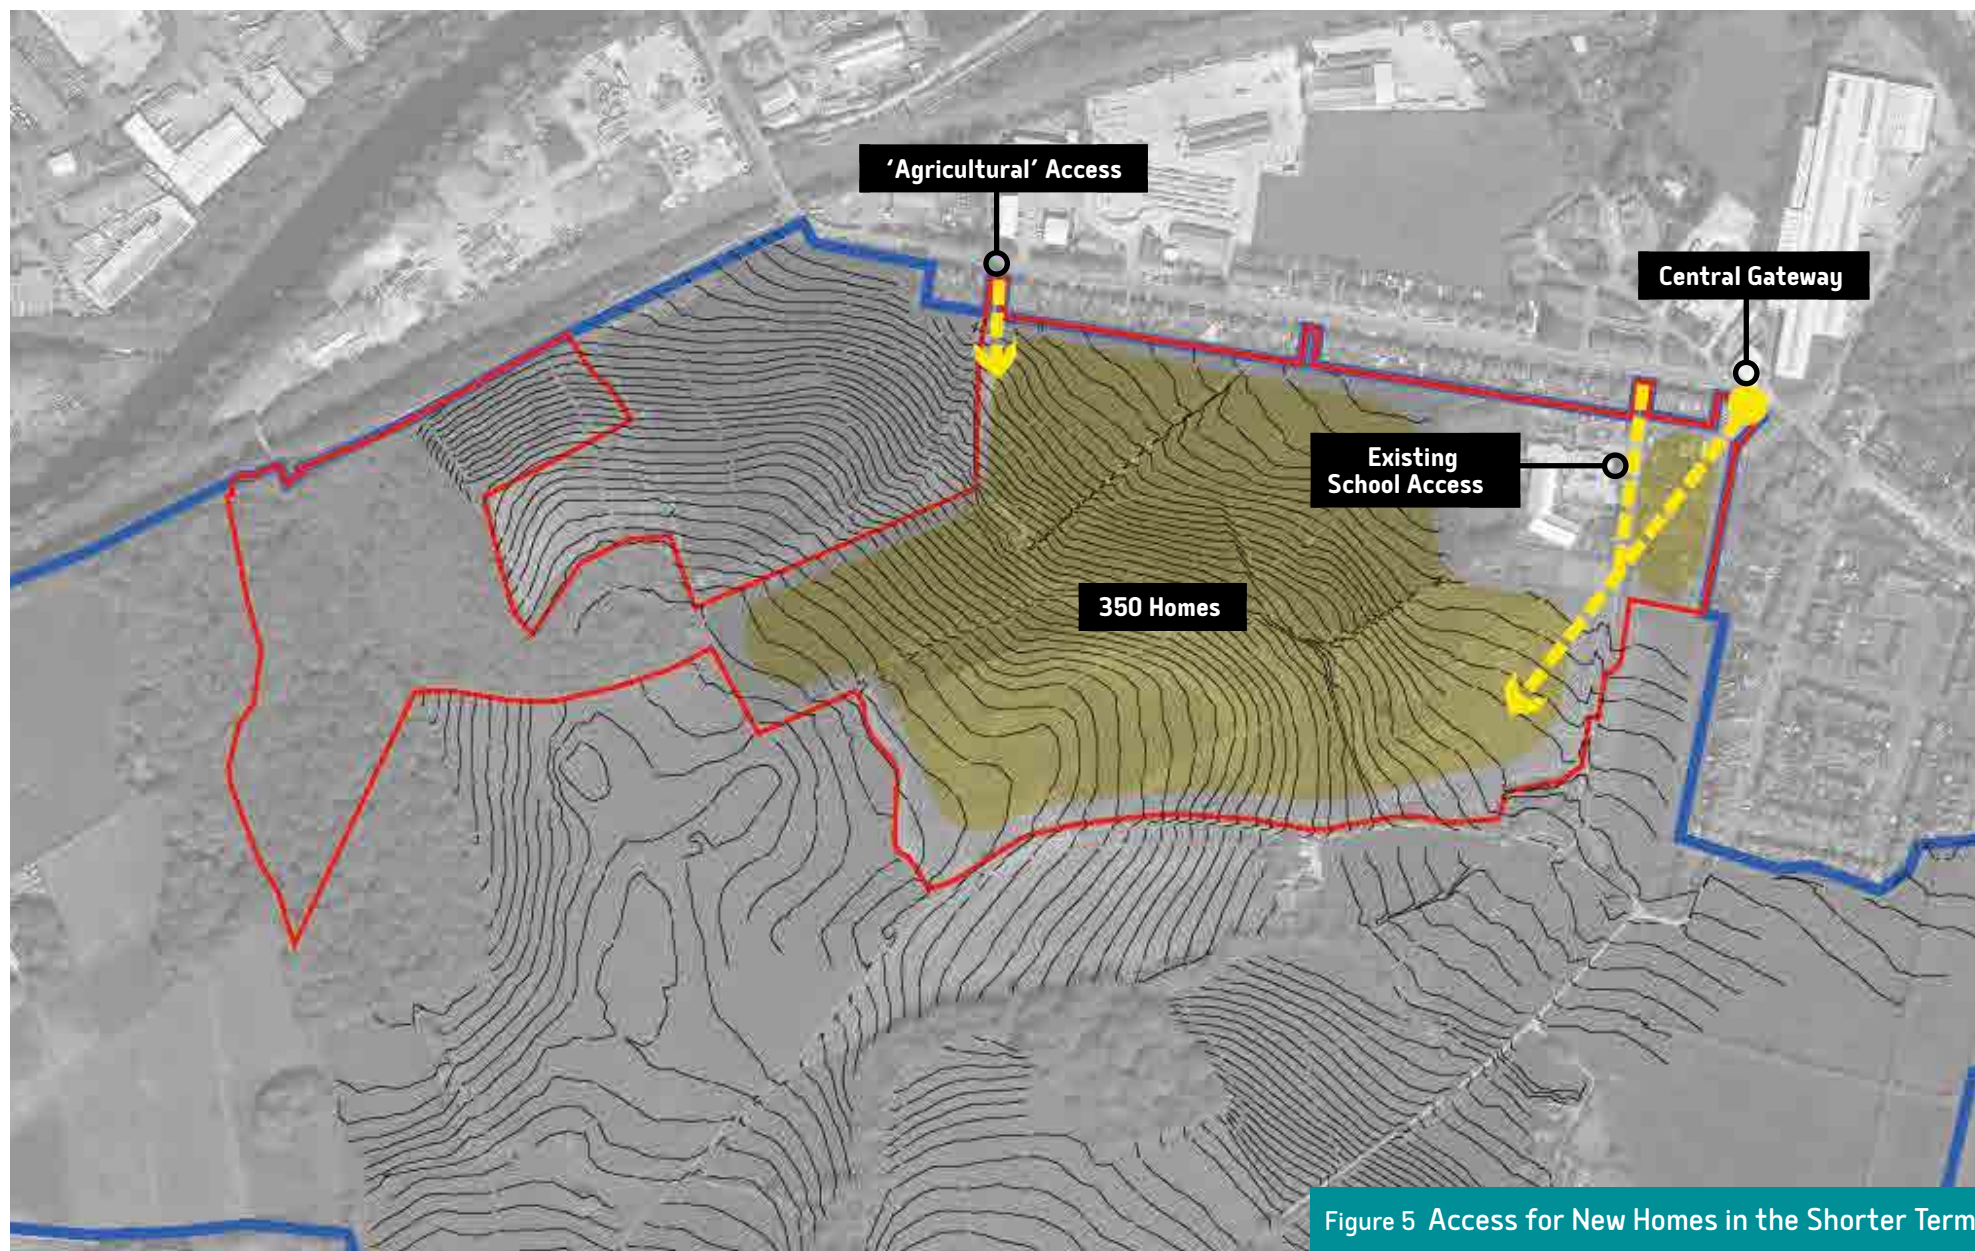 ‘Agricultural’ Access
Central Gateway
Existing
School Access
350 Homes
Figure 5 Access for New Homes in the Shorter Term